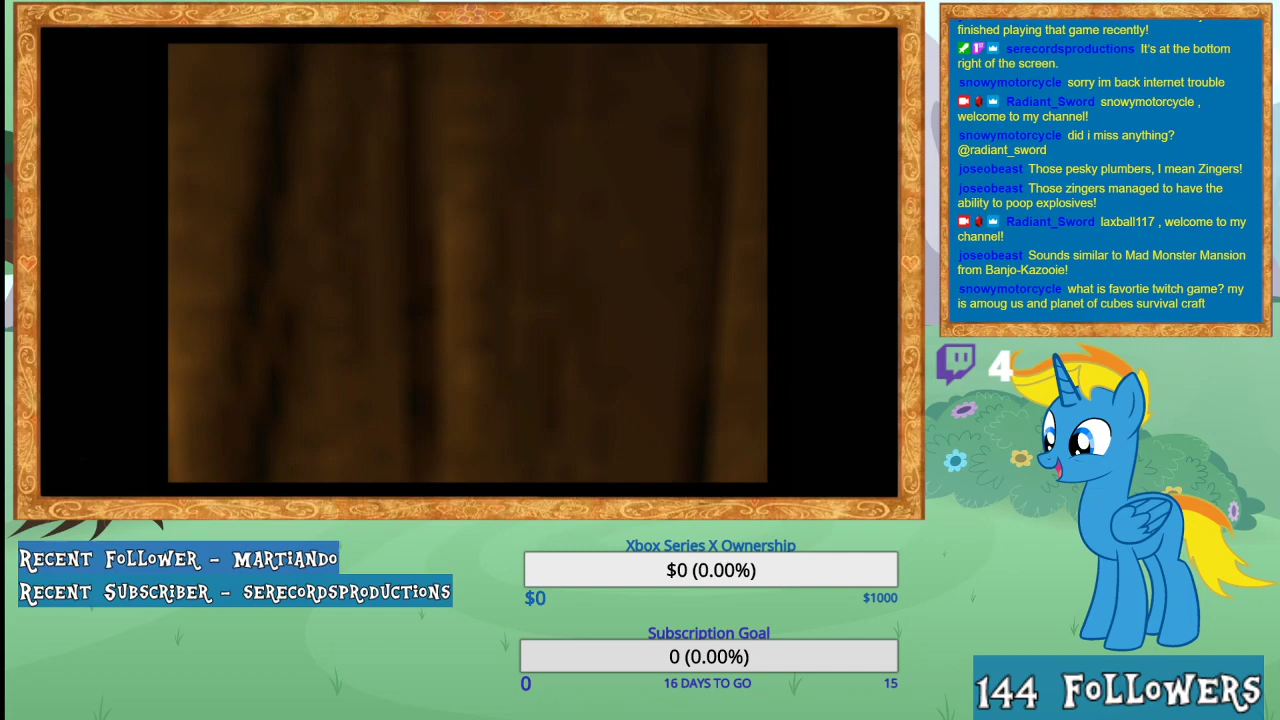 finished playing that game recently!
serecordsproductions It's at the bottom
right of the screen.
snowymotorcycle sorry im back internet trouble
Radiant_Sword snowymotorcycle ,
welcome to my channel!
snowymotorcycle did i miss anything?
@radiant_sword
joseobeast Those pesky plumbers, I mean Zingers!
joseobeast Those zingers managed to have the
ability to poop explosives!
Radiant_Sword laxball117 , welcome to my
channel!
joseobeast Sounds similar to Mad Monster Mansion
from Banjo-Kazooie!
snowymotorcycle what is favortie twitch game? my
is amoug us and planet of cubes survival craft
4
Recent Follower - Martiando
Recent Subscriber - serecordsproductions
Xbox Series X Ownership
$0 (0.00%)
$0 $1000
Subscription Goal
0 (0.00%)
0 16 DAYS TO GO 15
144 Followers